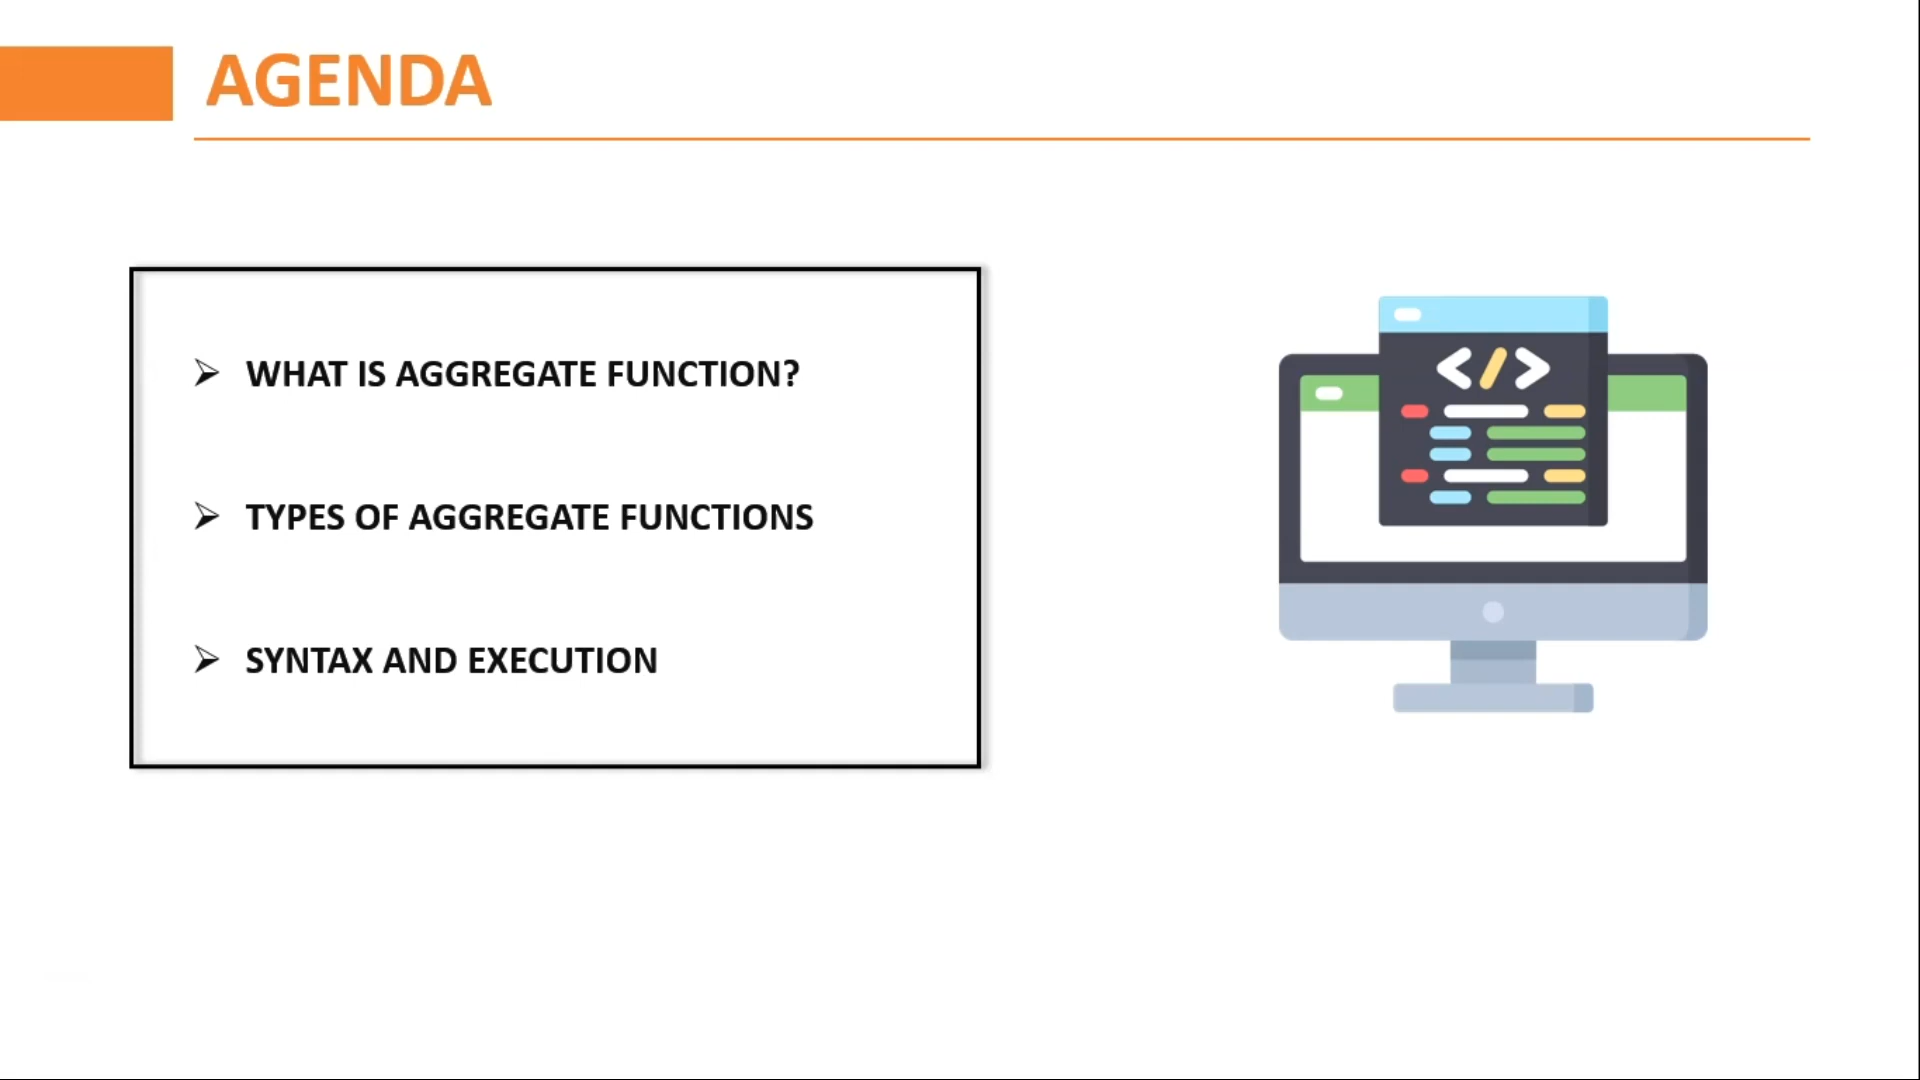 AGENDA
WHAT IS AGGREGATE FUNCTION?
TYPES OF AGGREGATE FUNCTIONS
SYNTAX AND EXECUTION